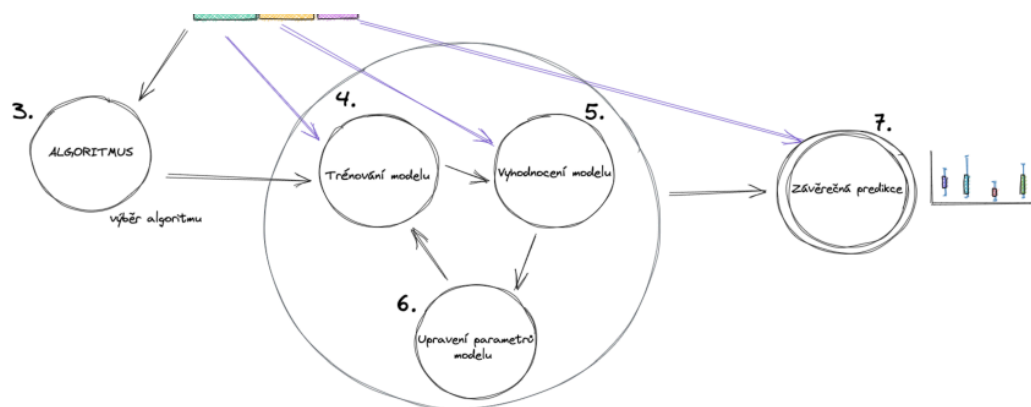 3.
ALGORITMUS
Výběr algoritmu
4.
Trénování modelu
5.
Vyhodnocení modelu
6.
Upravení parametrů
modelu
7.
Závěrečná predikce